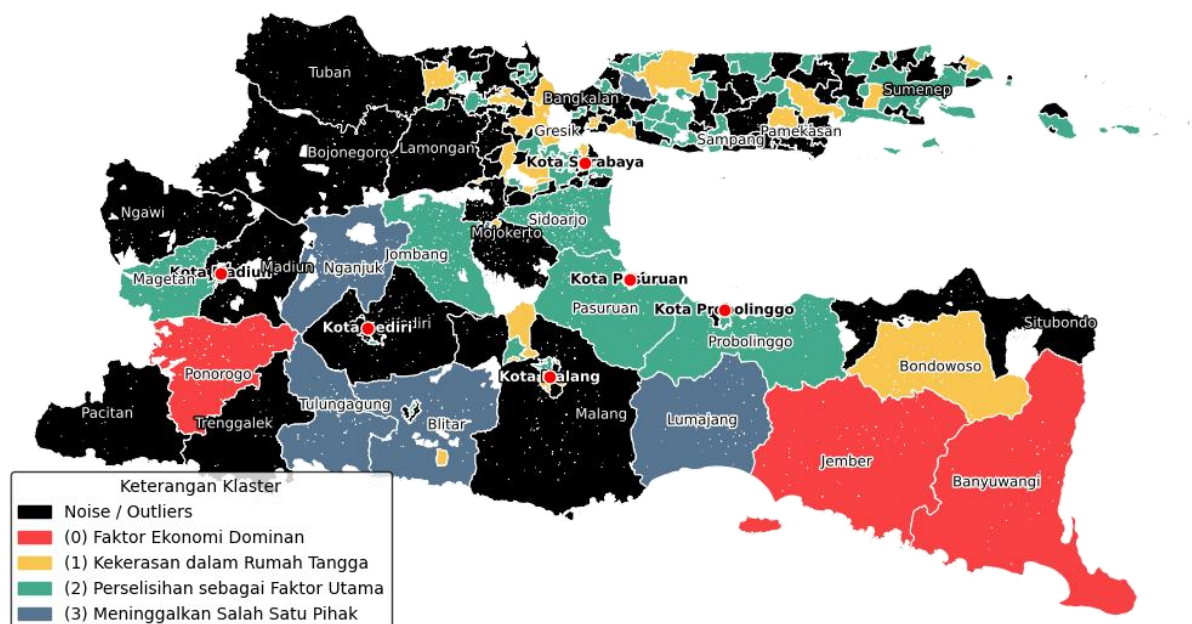 Tuban
Bangkalan
Sumenep
Gresik
Sampang
Pamekasan
Bojonegoro
Lamongan
Kota Surabaya
Ngawi
Sidoarjo
Mojokerto
Jombang
Nganjuk
Kota Madiun
Madiun
Magetan
Kota Pasuruan
Pasuruan
Kota Probolinggo
Probolinggo
Situbondo
Kota Kediri
Bondowoso
Ponorogo
Kota Malang
Pacitan
Trenggalek
Tulungagung
Blitar
Malang
Lumajang
Jember
Banyuwangi
Keterangan Klaster
Noise / Outliers
(0) Faktor Ekonomi Dominan
(1) Kekerasan dalam Rumah Tangga
(2) Perselisihan sebagai Faktor Utama
(3) Meninggalkan Salah Satu Pihak